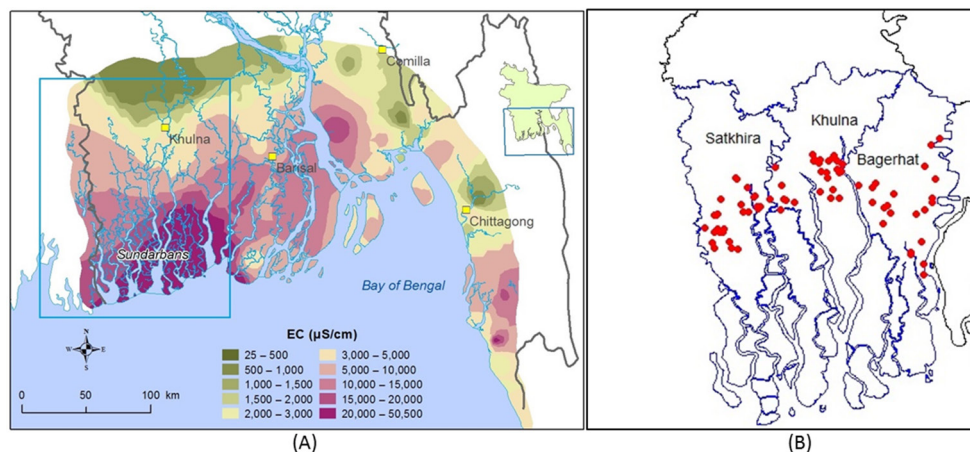 Comilla
Khulna
Barisal
Chittagong
Sundarbans
Bay of Bengal
N
W E
S
EC (µS/cm)
25 – 500
500 – 1,000
1,000 – 1,500
1,500 – 2,000
2,000 – 3,000
3,000 – 5,000
5,000 – 10,000
10,000 – 15,000
15,000 – 20,000
20,000 – 50,500
0 50 100 km
(A)
Khulna
Satkhira
Bagerhat
(B)